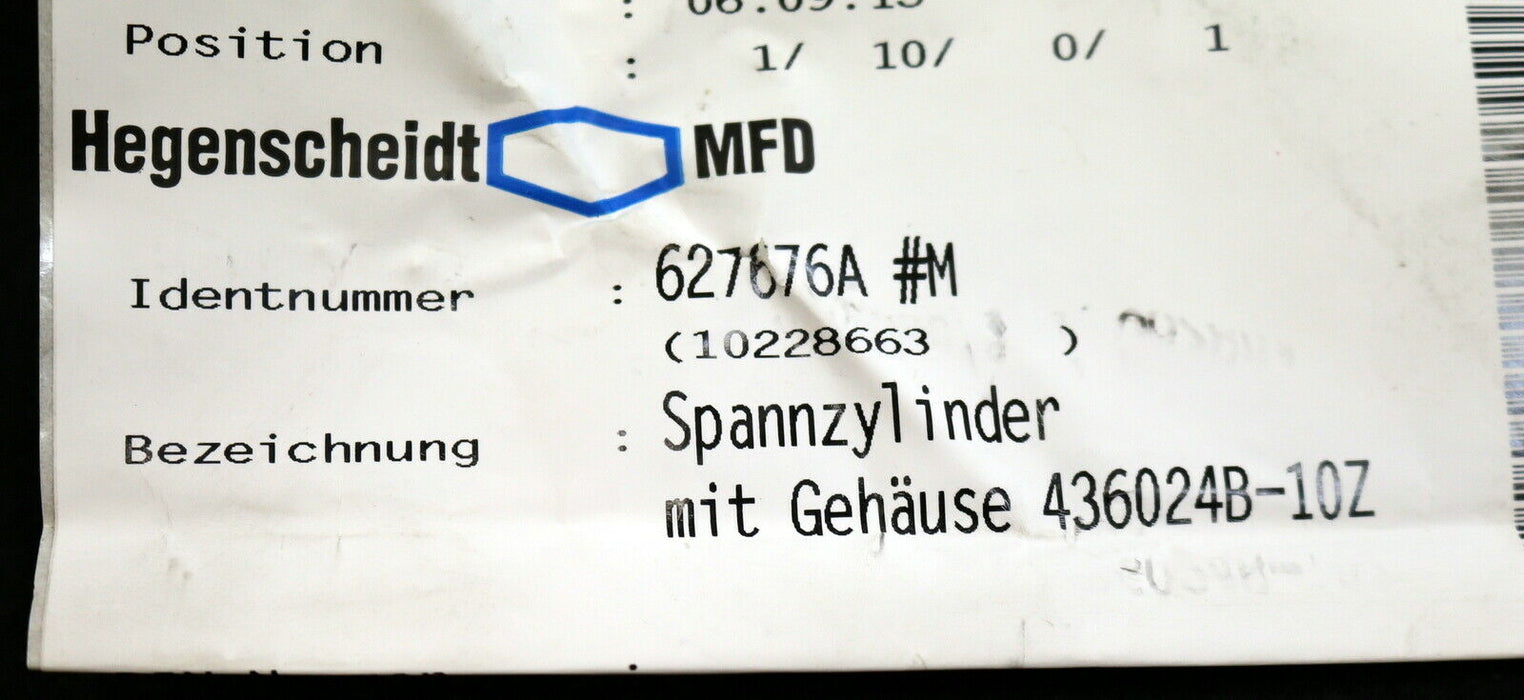 Position : 1/ 10/ 0/ 1
Hegenscheidt MFD
Identnummer : 627676A #M
(10228663 )
Bezeichnung : Spannzylinder
mit Gehäuse 436024B-10Z